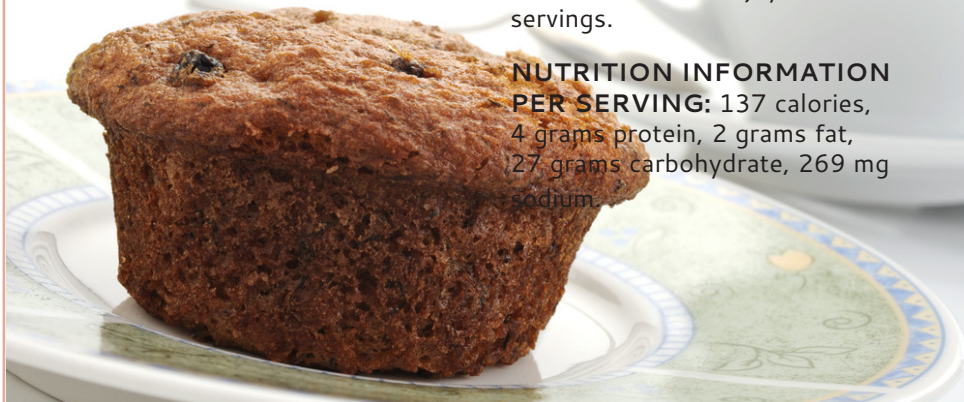 servings.
NUTRITION INFORMATION
PER SERVING: 137 calories,
4 grams protein, 2 grams fat,
27 grams carbohydrate, 269 mg
sodium.